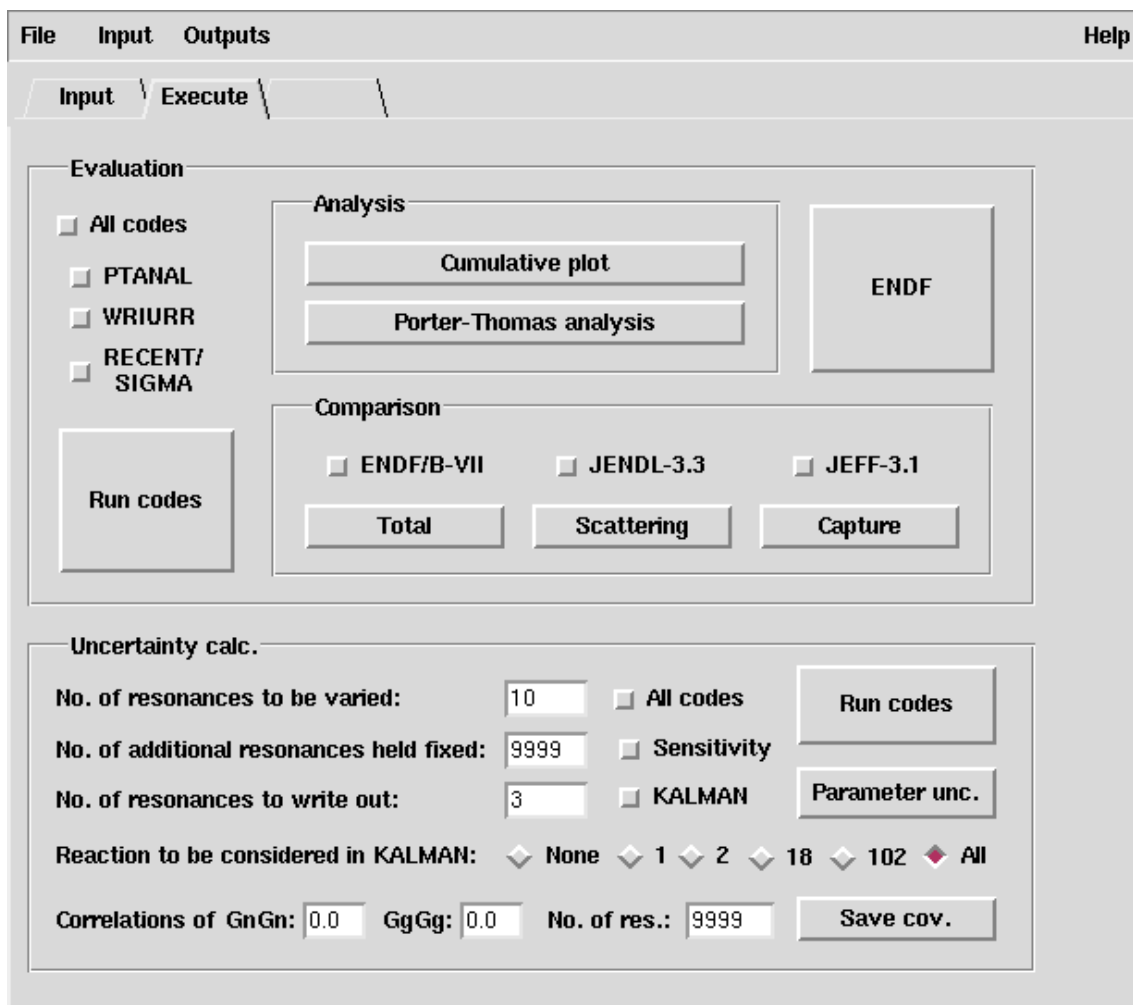 File Input Outputs Help
Input Execute
Evaluation
All codes
PTANAL
WRIURR
RECENT/
SIGMA
Run codes
Analysis
Cumulative plot
Porter-Thomas analysis
ENDF
Comparison
ENDF/B-VII JENDL-3.3 JEFF-3.1
Total Scattering Capture
Uncertainty calc.
No. of resonances to be varied: 10 All codes
Run codes
No. of additional resonances held fixed: 9999 Sensitivity
No. of resonances to write out: 3 KALMAN Parameter unc.
Reaction to be considered in KALMAN: None 1 2 18 102 All
Correlations of GnGn: 0.0 GgGg: 0.0 No. of res.: 9999 Save cov.